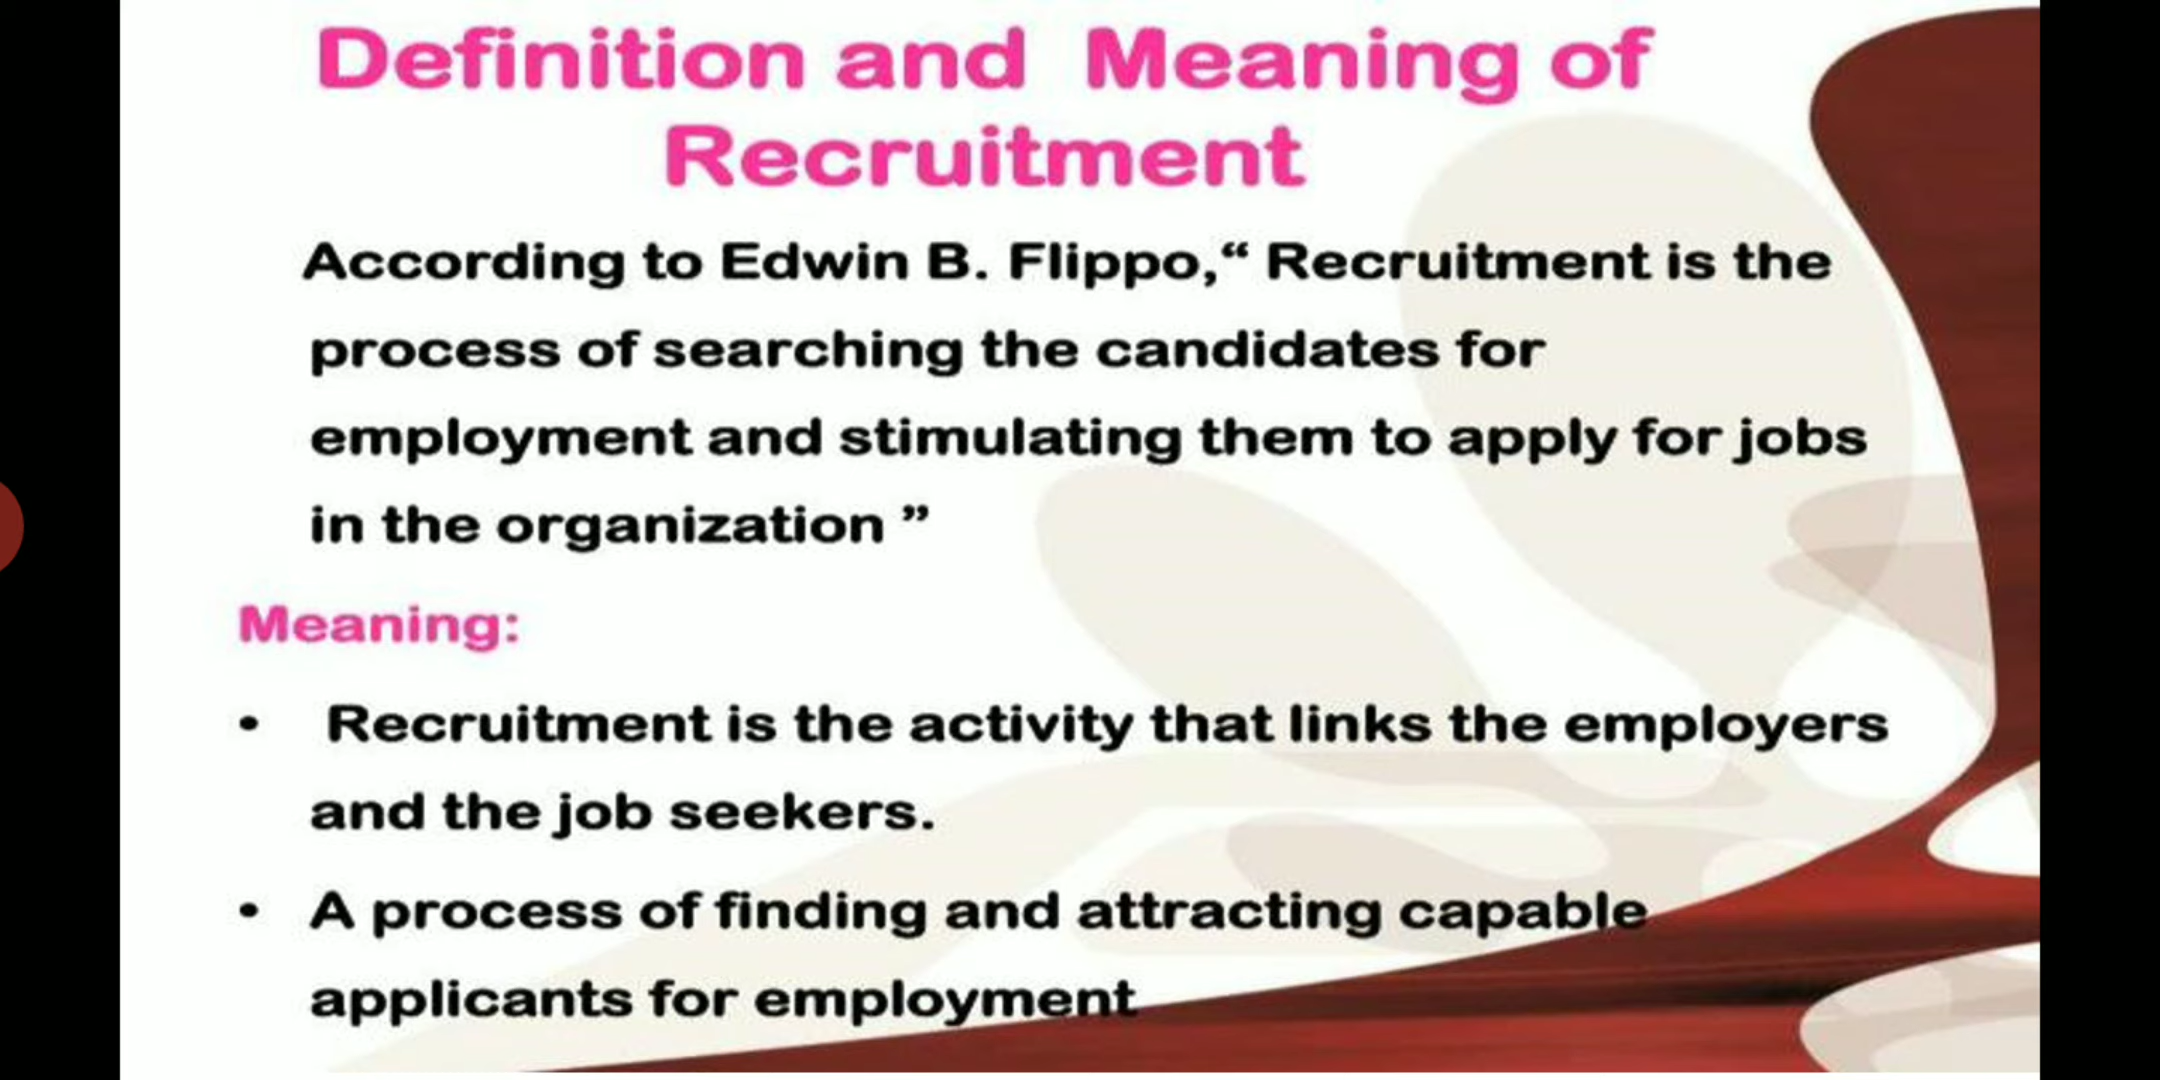 Definition and Meaning of
Recruitment
According to Edwin B. Flippo,“ Recruitment is the
process of searching the candidates for
employment and stimulating them to apply for jobs
in the organization ”
Meaning:
• Recruitment is the activity that links the employers
and the job seekers.
• A process of finding and attracting capable
applicants for employment